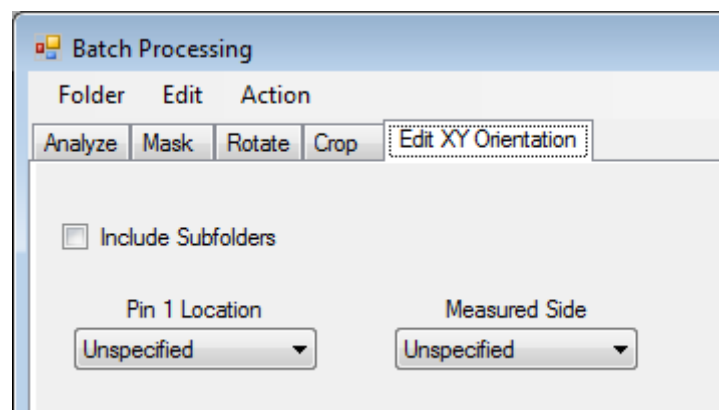 Batch Processing
Folder Edit Action
Analyze Mask Rotate Crop Edit XY Orientation
Include Subfolders
Pin 1 Location Measured Side
Unspecified Unspecified